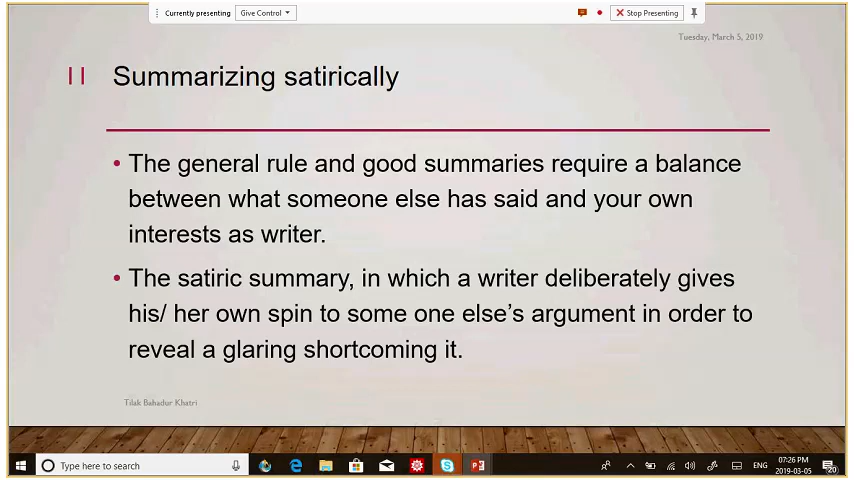 Currently presenting Give Control Stop Presenting
Tuesday, March 5, 2019
11 Summarizing satirically
• The general rule and good summaries require a balance
between what someone else has said and your own
interests as writer.
• The satiric summary, in which a writer deliberately gives
his/ her own spin to some one else’s argument in order to
reveal a glaring shortcoming it.
Tilak Bahadur Khatri
Type here to search
ENG
07:26 PM
2019-03-05
20